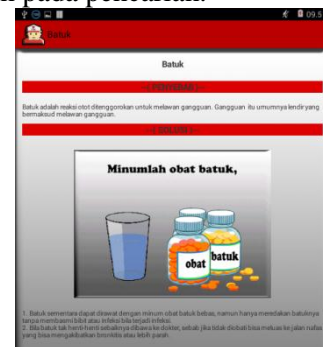 n pada pencarian.
09.5
Batuk
Batuk
--( PENYEBAB )--
Batuk adalah reaksi otot ditenggorokan untuk melawan gangguan. Gangguan itu umumnya lendir yang
bermaksud melawan gangguan.
--( SOLUSI )--
Minumlah obat batuk,
obat
batuk
1. Batuk sementara dapat dirawat dengan minum obat batuk bebas, namun hanya meredakan batuknya
tanpa membasmi bibit atau infeksi bila terjadi infeksi.
2. Bila batuk tak henti-henti sebaiknya dibawa ke dokter, sebab jika tidak diobati bisa meluas ke jalan nafas
yang bisa mengakibatkan bronkitis atau lebih parah.